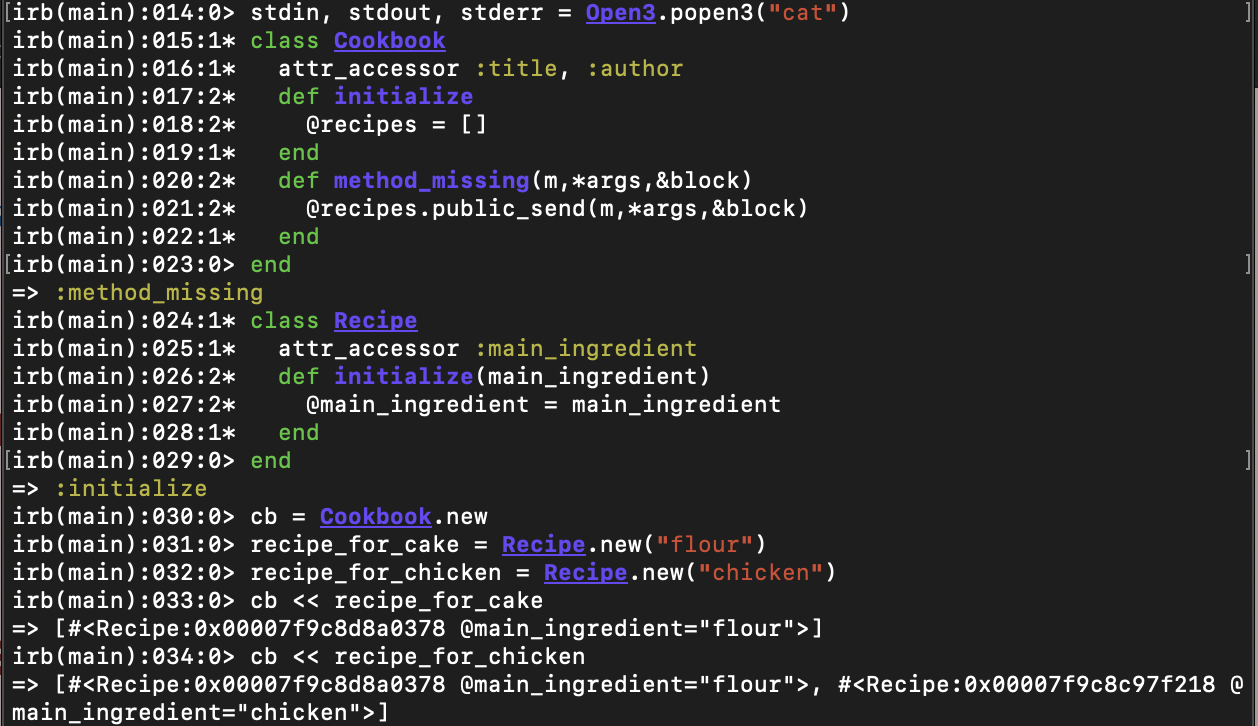 irb(main):014:0> stdin, stdout, stderr = Open3.popen3("cat")
irb(main):015:1* class Cookbook
irb(main):016:1*   attr_accessor :title, :author
irb(main):017:2*   def initialize
irb(main):018:2*     @recipes = []
irb(main):019:1*   end
irb(main):020:2*   def method_missing(m,*args,&block)
irb(main):021:2*     @recipes.public_send(m,*args,&block)
irb(main):022:1*   end
irb(main):023:0> end
=> :method_missing
irb(main):024:1* class Recipe
irb(main):025:1*   attr_accessor :main_ingredient
irb(main):026:2*   def initialize(main_ingredient)
irb(main):027:2*     @main_ingredient = main_ingredient
irb(main):028:1*   end
irb(main):029:0> end
=> :initialize
irb(main):030:0> cb = Cookbook.new
irb(main):031:0> recipe_for_cake = Recipe.new("flour")
irb(main):032:0> recipe_for_chicken = Recipe.new("chicken")
irb(main):033:0> cb << recipe_for_cake
=> [#<Recipe:0x00007f9c8d8a0378 @main_ingredient="flour">]
irb(main):034:0> cb << recipe_for_chicken
=> [#<Recipe:0x00007f9c8d8a0378 @main_ingredient="flour">, #<Recipe:0x00007f9c8c97f218 @
main_ingredient="chicken">]